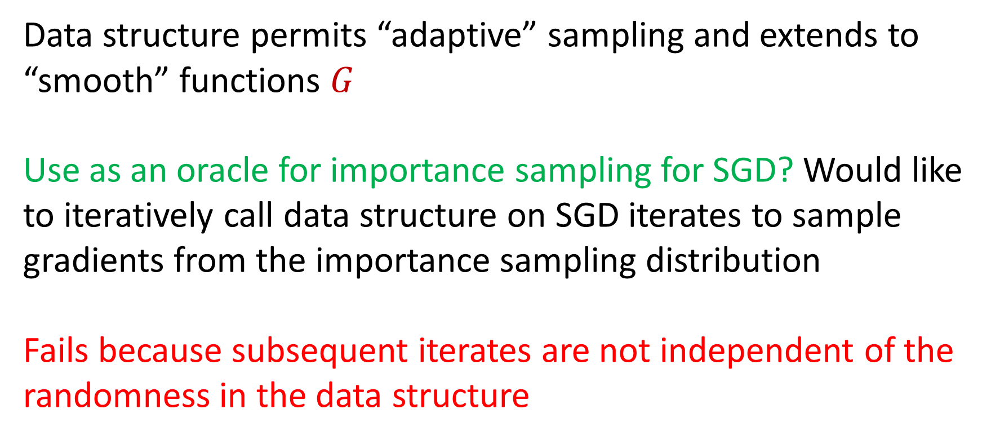 Data structure permits “adaptive” sampling and extends to
“smooth” functions G
Use as an oracle for importance sampling for SGD? Would like
to iteratively call data structure on SGD iterates to sample
gradients from the importance sampling distribution
Fails because subsequent iterates are not independent of the
randomness in the data structure